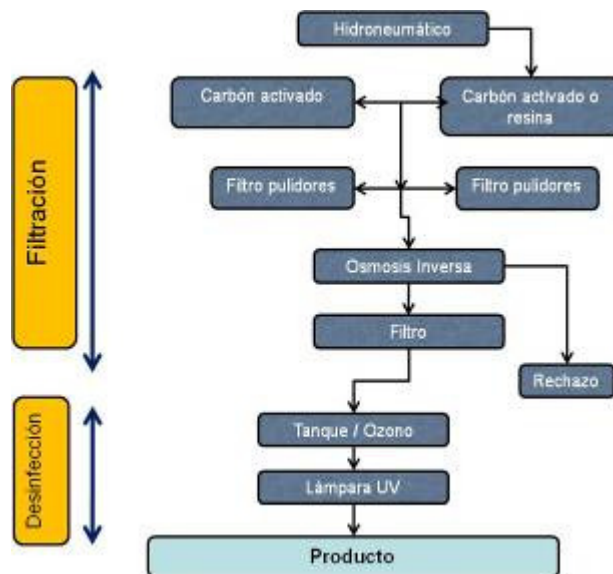 Hidroneumático
Filtración
Carbón activado
Carbón activado o
resina
Filtro pulidores
Filtro pulidores
Osmosis Inversa
Filtro
Rechazo
Desinfección
Tanque / Ozono
Lámpara UV
Producto